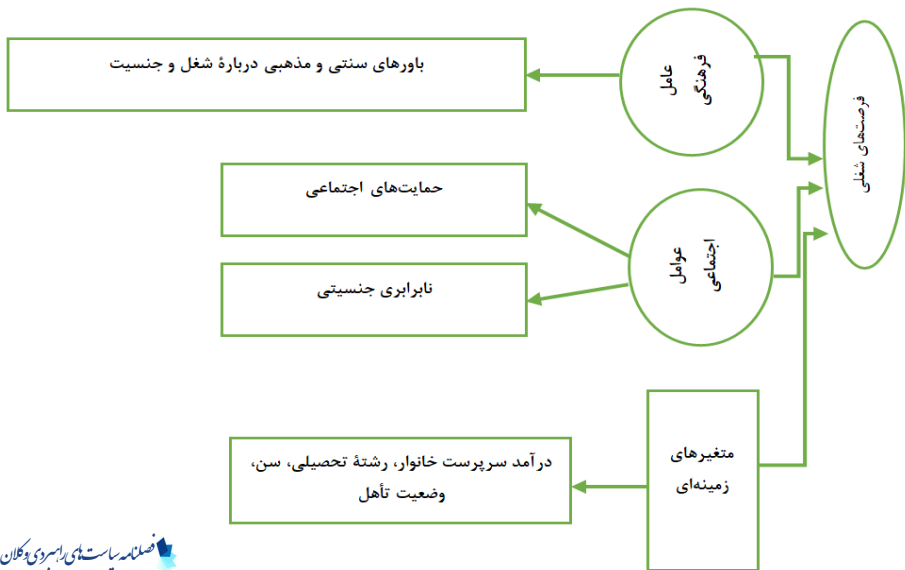 فرصت‌های شغلی
عامل
فرهنگی
باورهای سنتی و مذهبی دربارهٔ شغل و جنسیت
عوامل
اجتماعی
حمایت‌های اجتماعی
نابرابری جنسیتی
متغیرهای
زمینه‌ای
درآمد سرپرست خانوار، رشتهٔ تحصیلی، سن،
وضعیت تأهل
فصلنامه سیاست‌های راهبردی و کلان